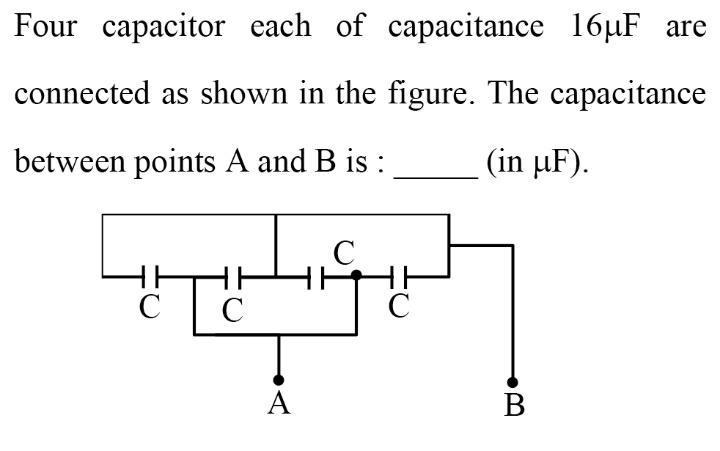 Four capacitor each of capacitance 16μF are
connected as shown in the figure. The capacitance
between points A and B is : _____ (in μF).
C
C C C
A B